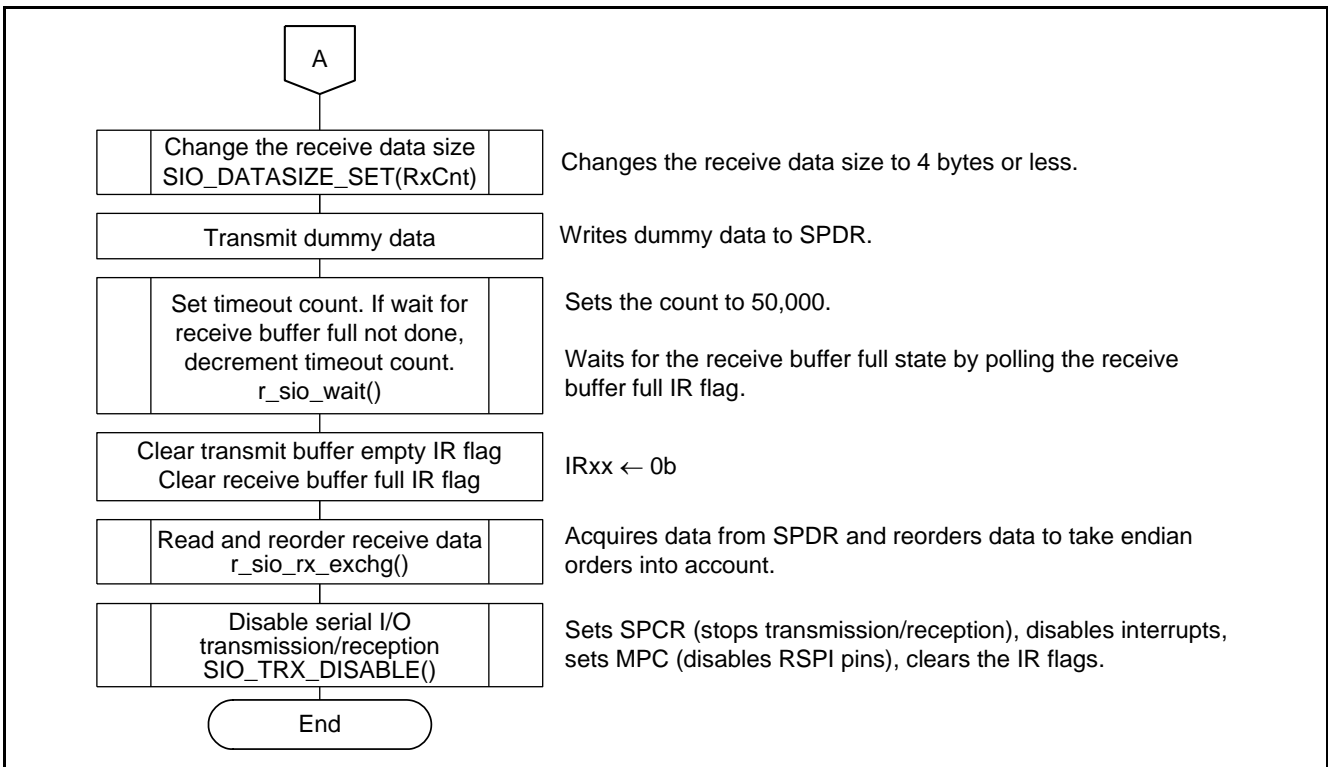 A
Change the receive data size
SIO_DATASIZE_SET(RxCnt)
Changes the receive data size to 4 bytes or less.
Transmit dummy data
Writes dummy data to SPDR.
Set timeout count. If wait for
receive buffer full not done,
decrement timeout count.
r_sio_wait()
Sets the count to 50,000.
Waits for the receive buffer full state by polling the receive
buffer full IR flag.
Clear transmit buffer empty IR flag
Clear receive buffer full IR flag
IRxx ← 0b
Read and reorder receive data
r_sio_rx_exchg()
Acquires data from SPDR and reorders data to take endian
orders into account.
Disable serial I/O
transmission/reception
SIO_TRX_DISABLE()
Sets SPCR (stops transmission/reception), disables interrupts,
sets MPC (disables RSPI pins), clears the IR flags.
End